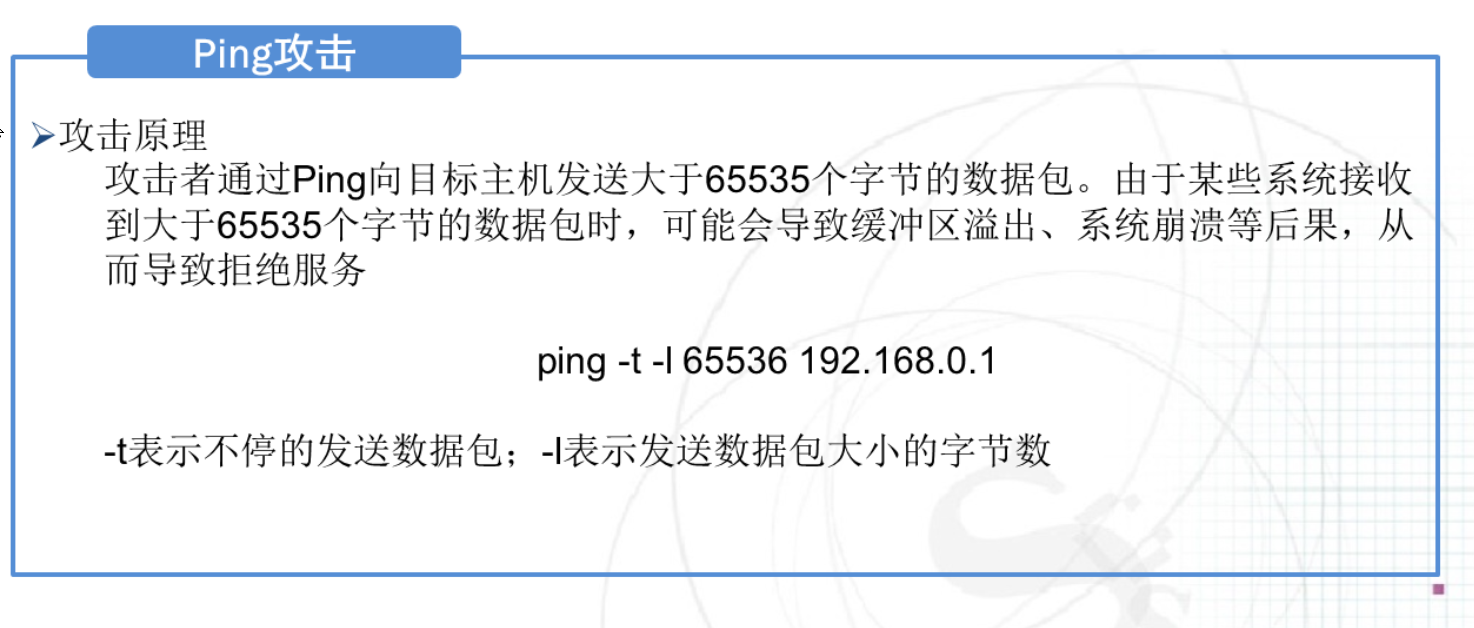 Ping攻击
➢攻击原理
攻击者通过Ping向目标主机发送大于65535个字节的数据包。由于某些系统接收
到大于65535个字节的数据包时，可能会导致缓冲区溢出、系统崩溃等后果，从
而导致拒绝服务
ping -t -l 65536 192.168.0.1
-t表示不停的发送数据包；-l表示发送数据包大小的字节数